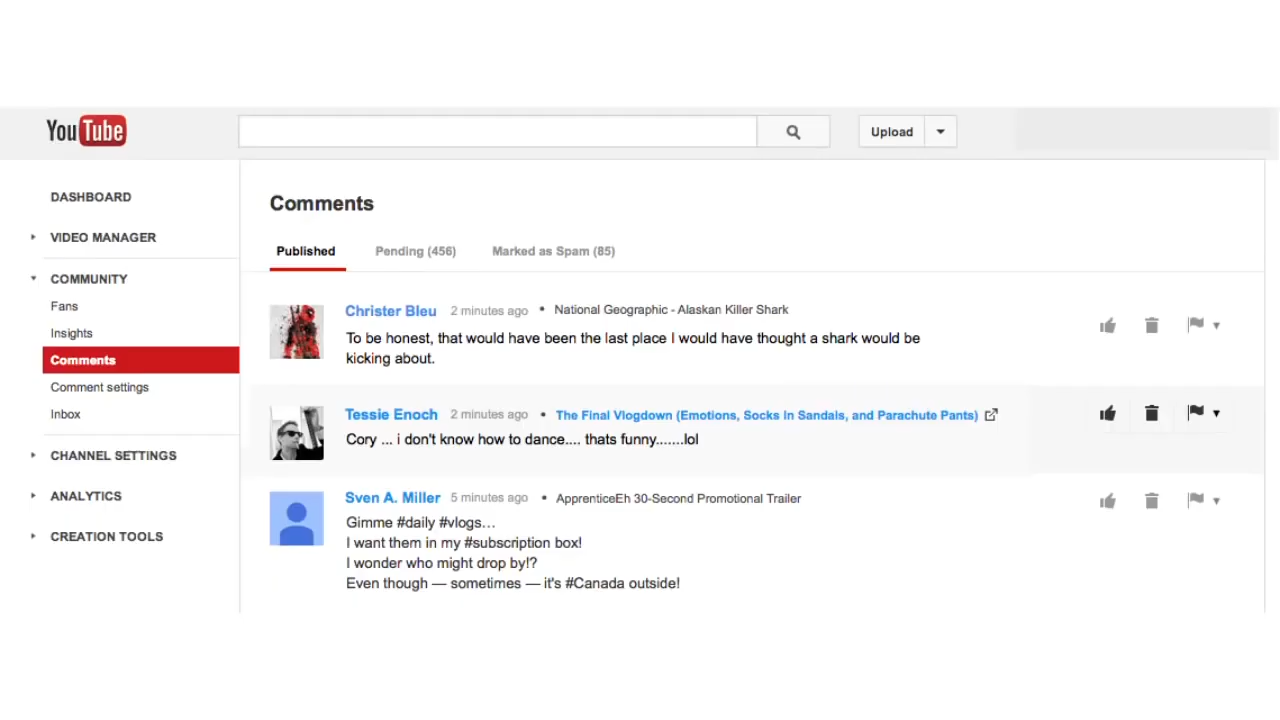 YouTube
Upload
DASHBOARD
VIDEO MANAGER
COMMUNITY
Fans
Insights
Comments
Comment settings
Inbox
CHANNEL SETTINGS
ANALYTICS
CREATION TOOLS
Comments
Published Pending (456) Marked as Spam (85)
Christer Bleu 2 minutes ago • National Geographic - Alaskan Killer Shark
To be honest, that would have been the last place I would have thought a shark would be
kicking about.
Tessie Enoch 2 minutes ago • The Final Vlogdown (Emotions, Socks In Sandals, and Parachute Pants)
Cory ... i don't know how to dance.... thats funny.......lol
Sven A. Miller 5 minutes ago • ApprenticeEh 30-Second Promotional Trailer
Gimme #daily #vlogs…
I want them in my #subscription box!
I wonder who might drop by!?
Even though — sometimes — it's #Canada outside!